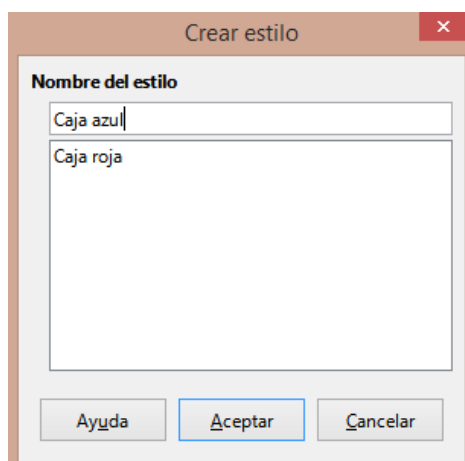 Crear estilo
Nombre del estilo
Caja azul
Caja roja
Ayuda Aceptar Cancelar